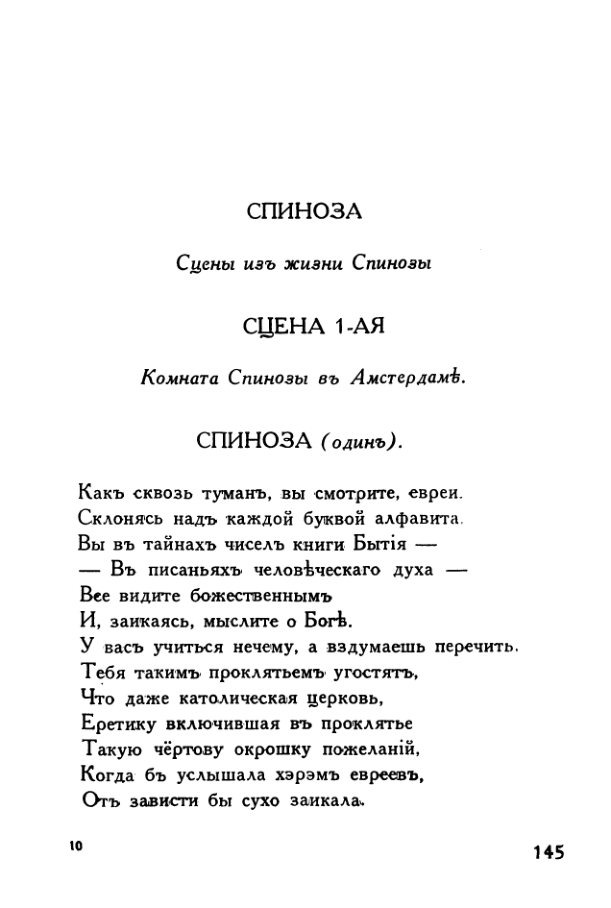 СПИНОЗА
Сцены изъ жизни Спинозы
СЦЕНА 1-АЯ
Комната Спинозы въ Амстердамѣ.
СПИНОЗА (одинъ).
Какъ сквозь туманъ, вы смотрите, евреи.
Склонясь надъ каждой буквой алфавита.
Вы въ тайнахъ чиселъ книги Бытія —
— Въ писаньяхъ человѣческаго духа —
Все видите божественнымъ
И, заикаясь, мыслите о Богѣ.
У васъ учиться нечему, а вздумаешь перечить,
Тебя такимъ проклятьемъ угостятъ,
Что даже католическая церковь,
Еретику включившая въ проклятье
Такую чёртову окрошку пожеланій,
Когда бъ услышала хэрэмъ евреевъ,
Отъ зависти бы сухо заикала.
10
145